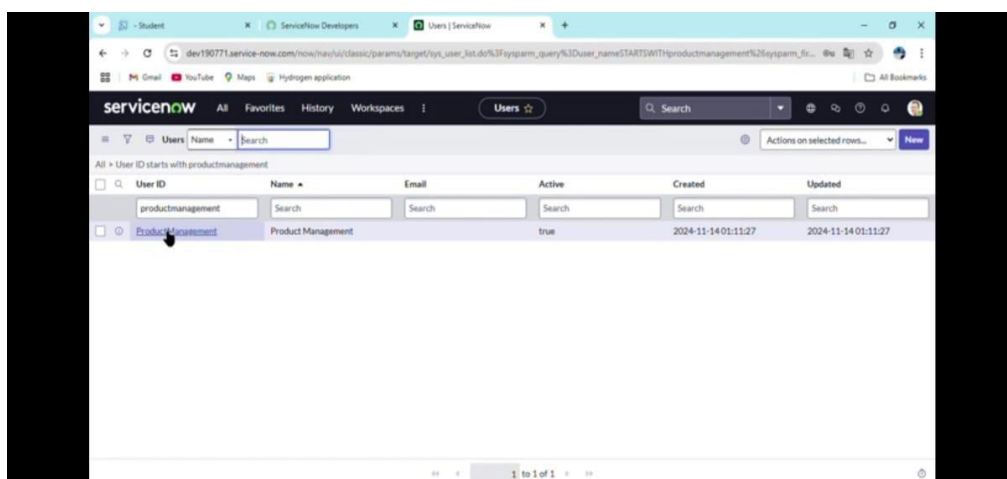 - Student
ServiceNow Developers
Users | ServiceNow
dev190771.service-now.com/now/nav/ui/classic/params/target/sys_user_list.do%3Fsysparm_query%3Duser_nameSTARTSWITHproductmanagement%26sysparm_fir...
Gmail YouTube Maps Hydrogen application All Bookmarks
servicenow All Favorites History Workspaces Users Search
Users Name Search Actions on selected rows... New
All > User ID starts with productmanagement
User ID Name Email Active Created Updated
productmanagement Search Search Search Search Search
ProductManagement Product Management true 2024-11-14 01:11:27 2024-11-14 01:11:27
1 to 1 of 1